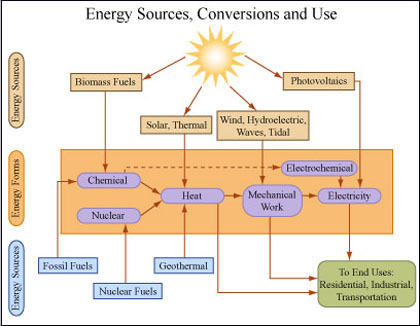 Energy Sources, Conversions and Use
Energy Sources
Biomass Fuels
Photovoltaics
Solar, Thermal
Wind, Hydroelectric,
Waves, Tidal
Energy Forms
Electrochemical
Chemical
Heat
Mechanical
Work
Electricity
Nuclear
Energy Sources
Fossil Fuels
Geothermal
Nuclear Fuels
To End Uses:
Residential, Industrial,
Transportation